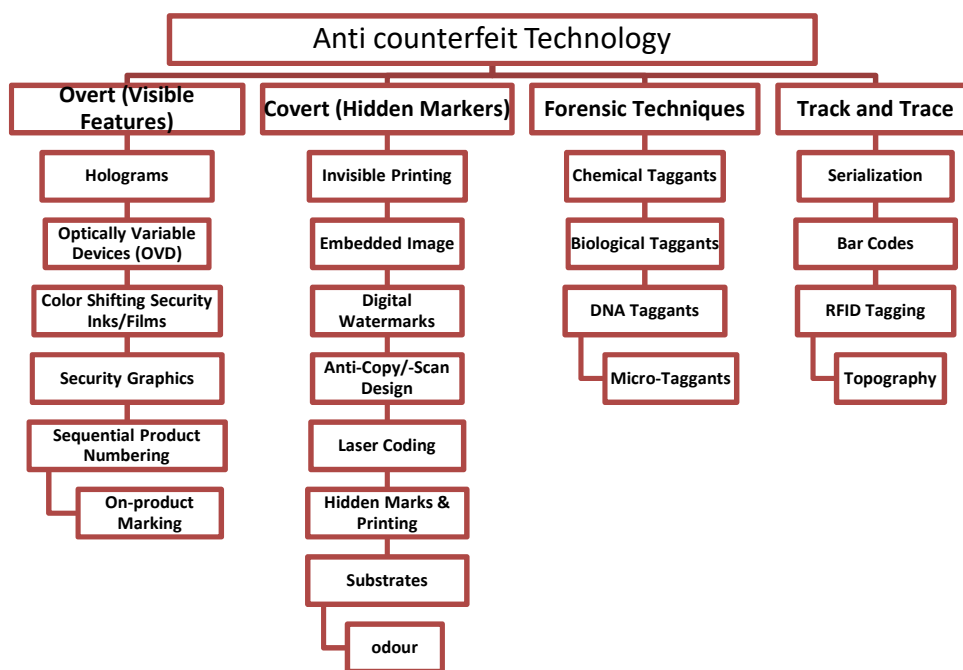 Anti counterfeit Technology
Overt (Visible
Features)
Holograms
Optically Variable
Devices (OVD)
Color Shifting Security
Inks/Films
Security Graphics
Sequential Product
Numbering
On-product
Marking
Covert (Hidden Markers)
Invisible Printing
Embedded Image
Digital
Watermarks
Anti-Copy/-Scan
Design
Laser Coding
Hidden Marks &
Printing
Substrates
odour
Forensic Techniques
Chemical Taggants
Biological Taggants
DNA Taggants
Micro-Taggants
Track and Trace
Serialization
Bar Codes
RFID Tagging
Topography